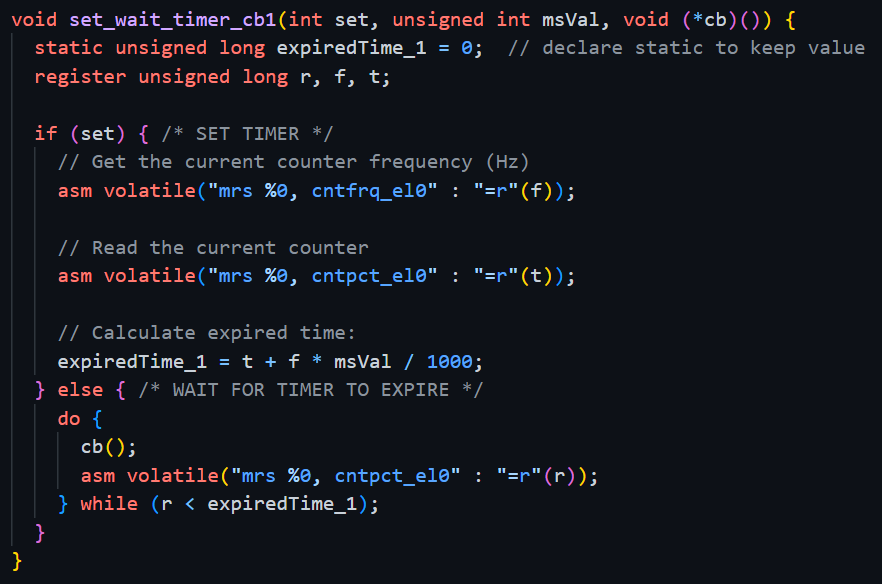 void set_wait_timer_cb1(int set, unsigned int msVal, void (*cb)()) {
  static unsigned long expiredTime_1 = 0;  // declare static to keep value
  register unsigned long r, f, t;

  if (set) { /* SET TIMER */
    // Get the current counter frequency (Hz)
    asm volatile("mrs %0, cntfrq_el0" : "=r"(f));

    // Read the current counter
    asm volatile("mrs %0, cntpct_el0" : "=r"(t));

    // Calculate expired time:
    expiredTime_1 = t + f * msVal / 1000;
  } else { /* WAIT FOR TIMER TO EXPIRE */
    do {
      cb();
      asm volatile("mrs %0, cntpct_el0" : "=r"(r));
    } while (r < expiredTime_1);
  }
}